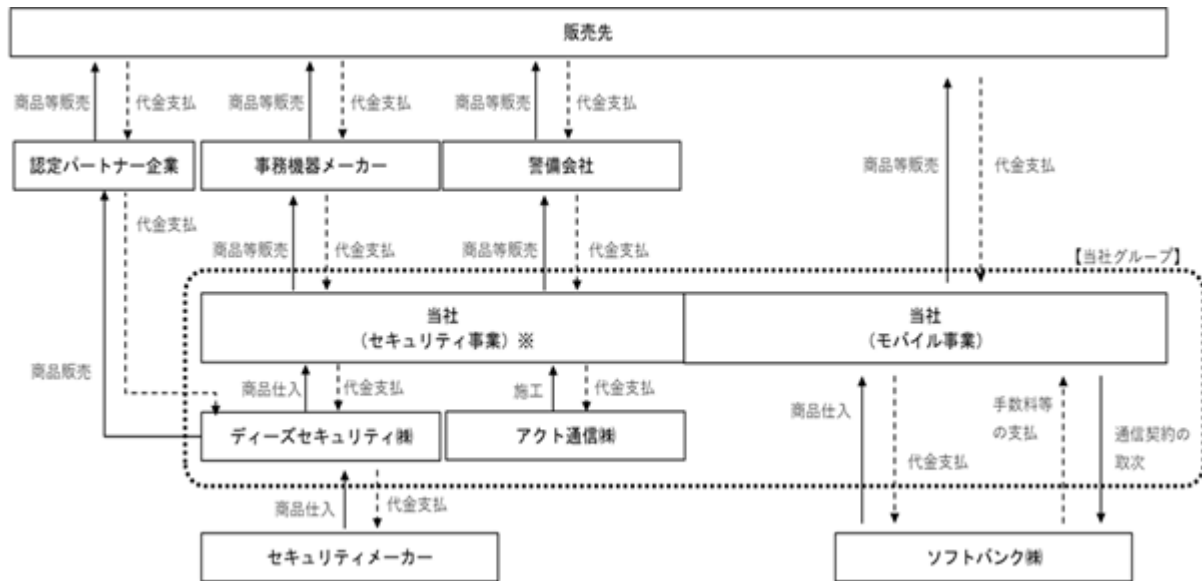 販売先
商品等販売
代金支払
商品等販売
代金支払
商品等販売
代金支払
認定パートナー企業
事務機器メーカー
警備会社
商品等販売
代金支払
代金支払
商品等販売
代金支払
商品等販売
代金支払
【当社グループ】
当社
(セキュリティ事業)※
当社
(モバイル事業)
商品販売
商品仕入
代金支払
施工
代金支払
商品仕入
代金支払
手数料等
の支払
通信契約の
取次
ディーズセキュリティ㈱
アクト通信㈱
商品仕入
代金支払
セキュリティメーカー
ソフトバンク㈱